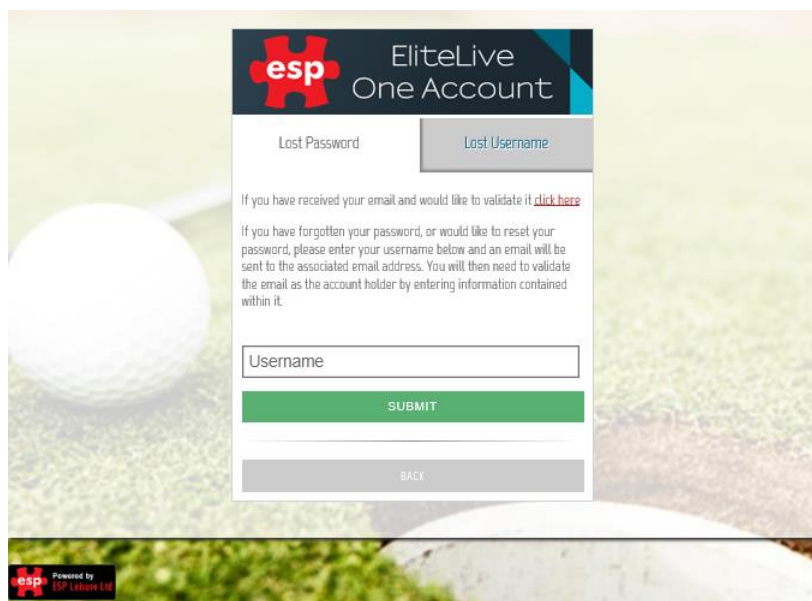 esp
EliteLive
One Account
Lost Password
Lost Username
If you have received your email and would like to validate it click here
If you have forgotten your password, or would like to reset your
password, please enter your username below and an email will be
sent to the associated email address. You will then need to validate
the email as the account holder by entering information contained
within it.
Username
SUBMIT
BACK
esp
Powered by
ESP Leisure Ltd